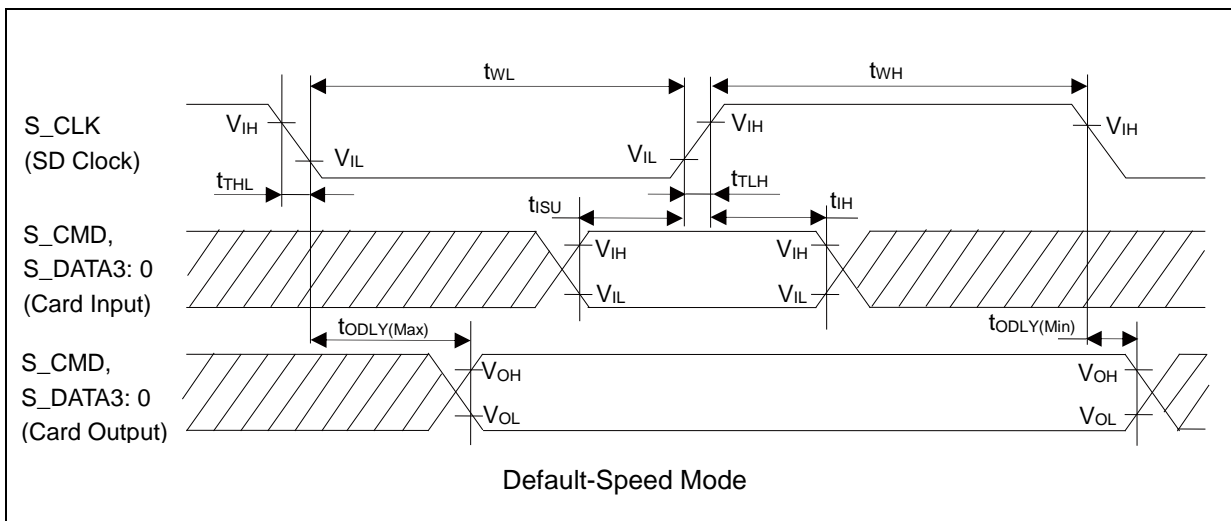 tWL
tWH
S_CLK
(SD Clock)
VIH
VIL
VIL
VIH
VIH
tTHL
tTLH
tISU
tIH
S_CMD,
S_DATA3: 0
(Card Input)
VIH
VIL
VIH
VIL
tODLY(Max)
tODLY(Min)
S_CMD,
S_DATA3: 0
(Card Output)
VOH
VOL
VOH
VOL
Default-Speed Mode